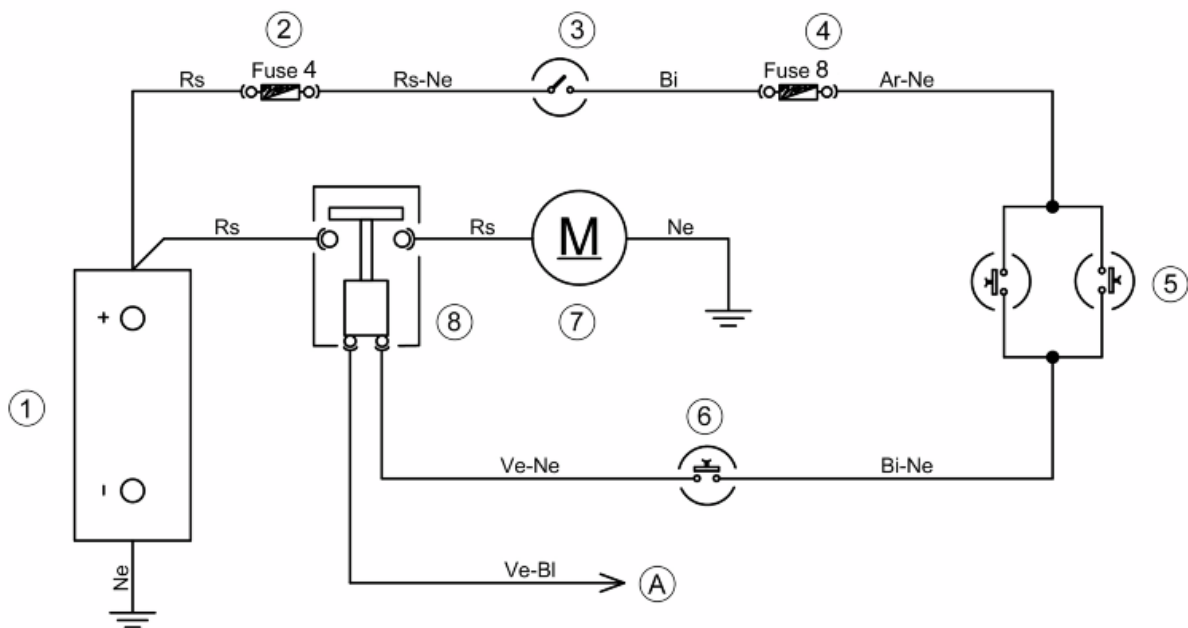 2
3
4
Fuse 4
Fuse 8
Rs
Rs-Ne
Bi
Ar-Ne
Rs
Rs
M
Ne
5
8
7
+
1
6
-
Ve-Ne
Bi-Ne
Ne
Ve-Bl
A